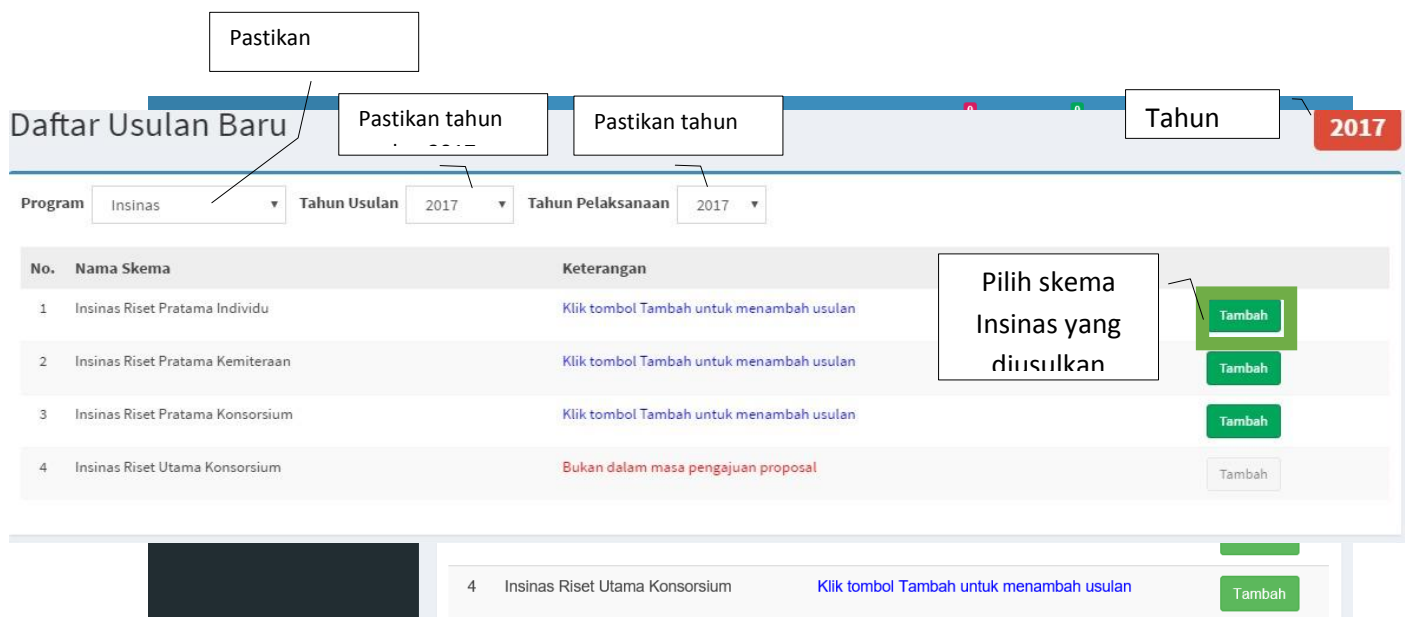 Pastikan
0 0
Daftar Usulan Baru
Pastikan tahun
Pastikan tahun
Tahun
2017
Program Insinas Tahun Usulan 2017 Tahun Pelaksanaan 2017
No. Nama Skema Keterangan
1 Insinas Riset Pratama Individu Klik tombol Tambah untuk menambah usulan Tambah
2 Insinas Riset Pratama Kemiteraan Klik tombol Tambah untuk menambah usulan Tambah
3 Insinas Riset Pratama Konsorsium Klik tombol Tambah untuk menambah usulan Tambah
4 Insinas Riset Utama Konsorsium Bukan dalam masa pengajuan proposal Tambah
Pilih skema
Insinas yang
diusulkan
4 Insinas Riset Utama Konsorsium Klik tombol Tambah untuk menambah usulan Tambah